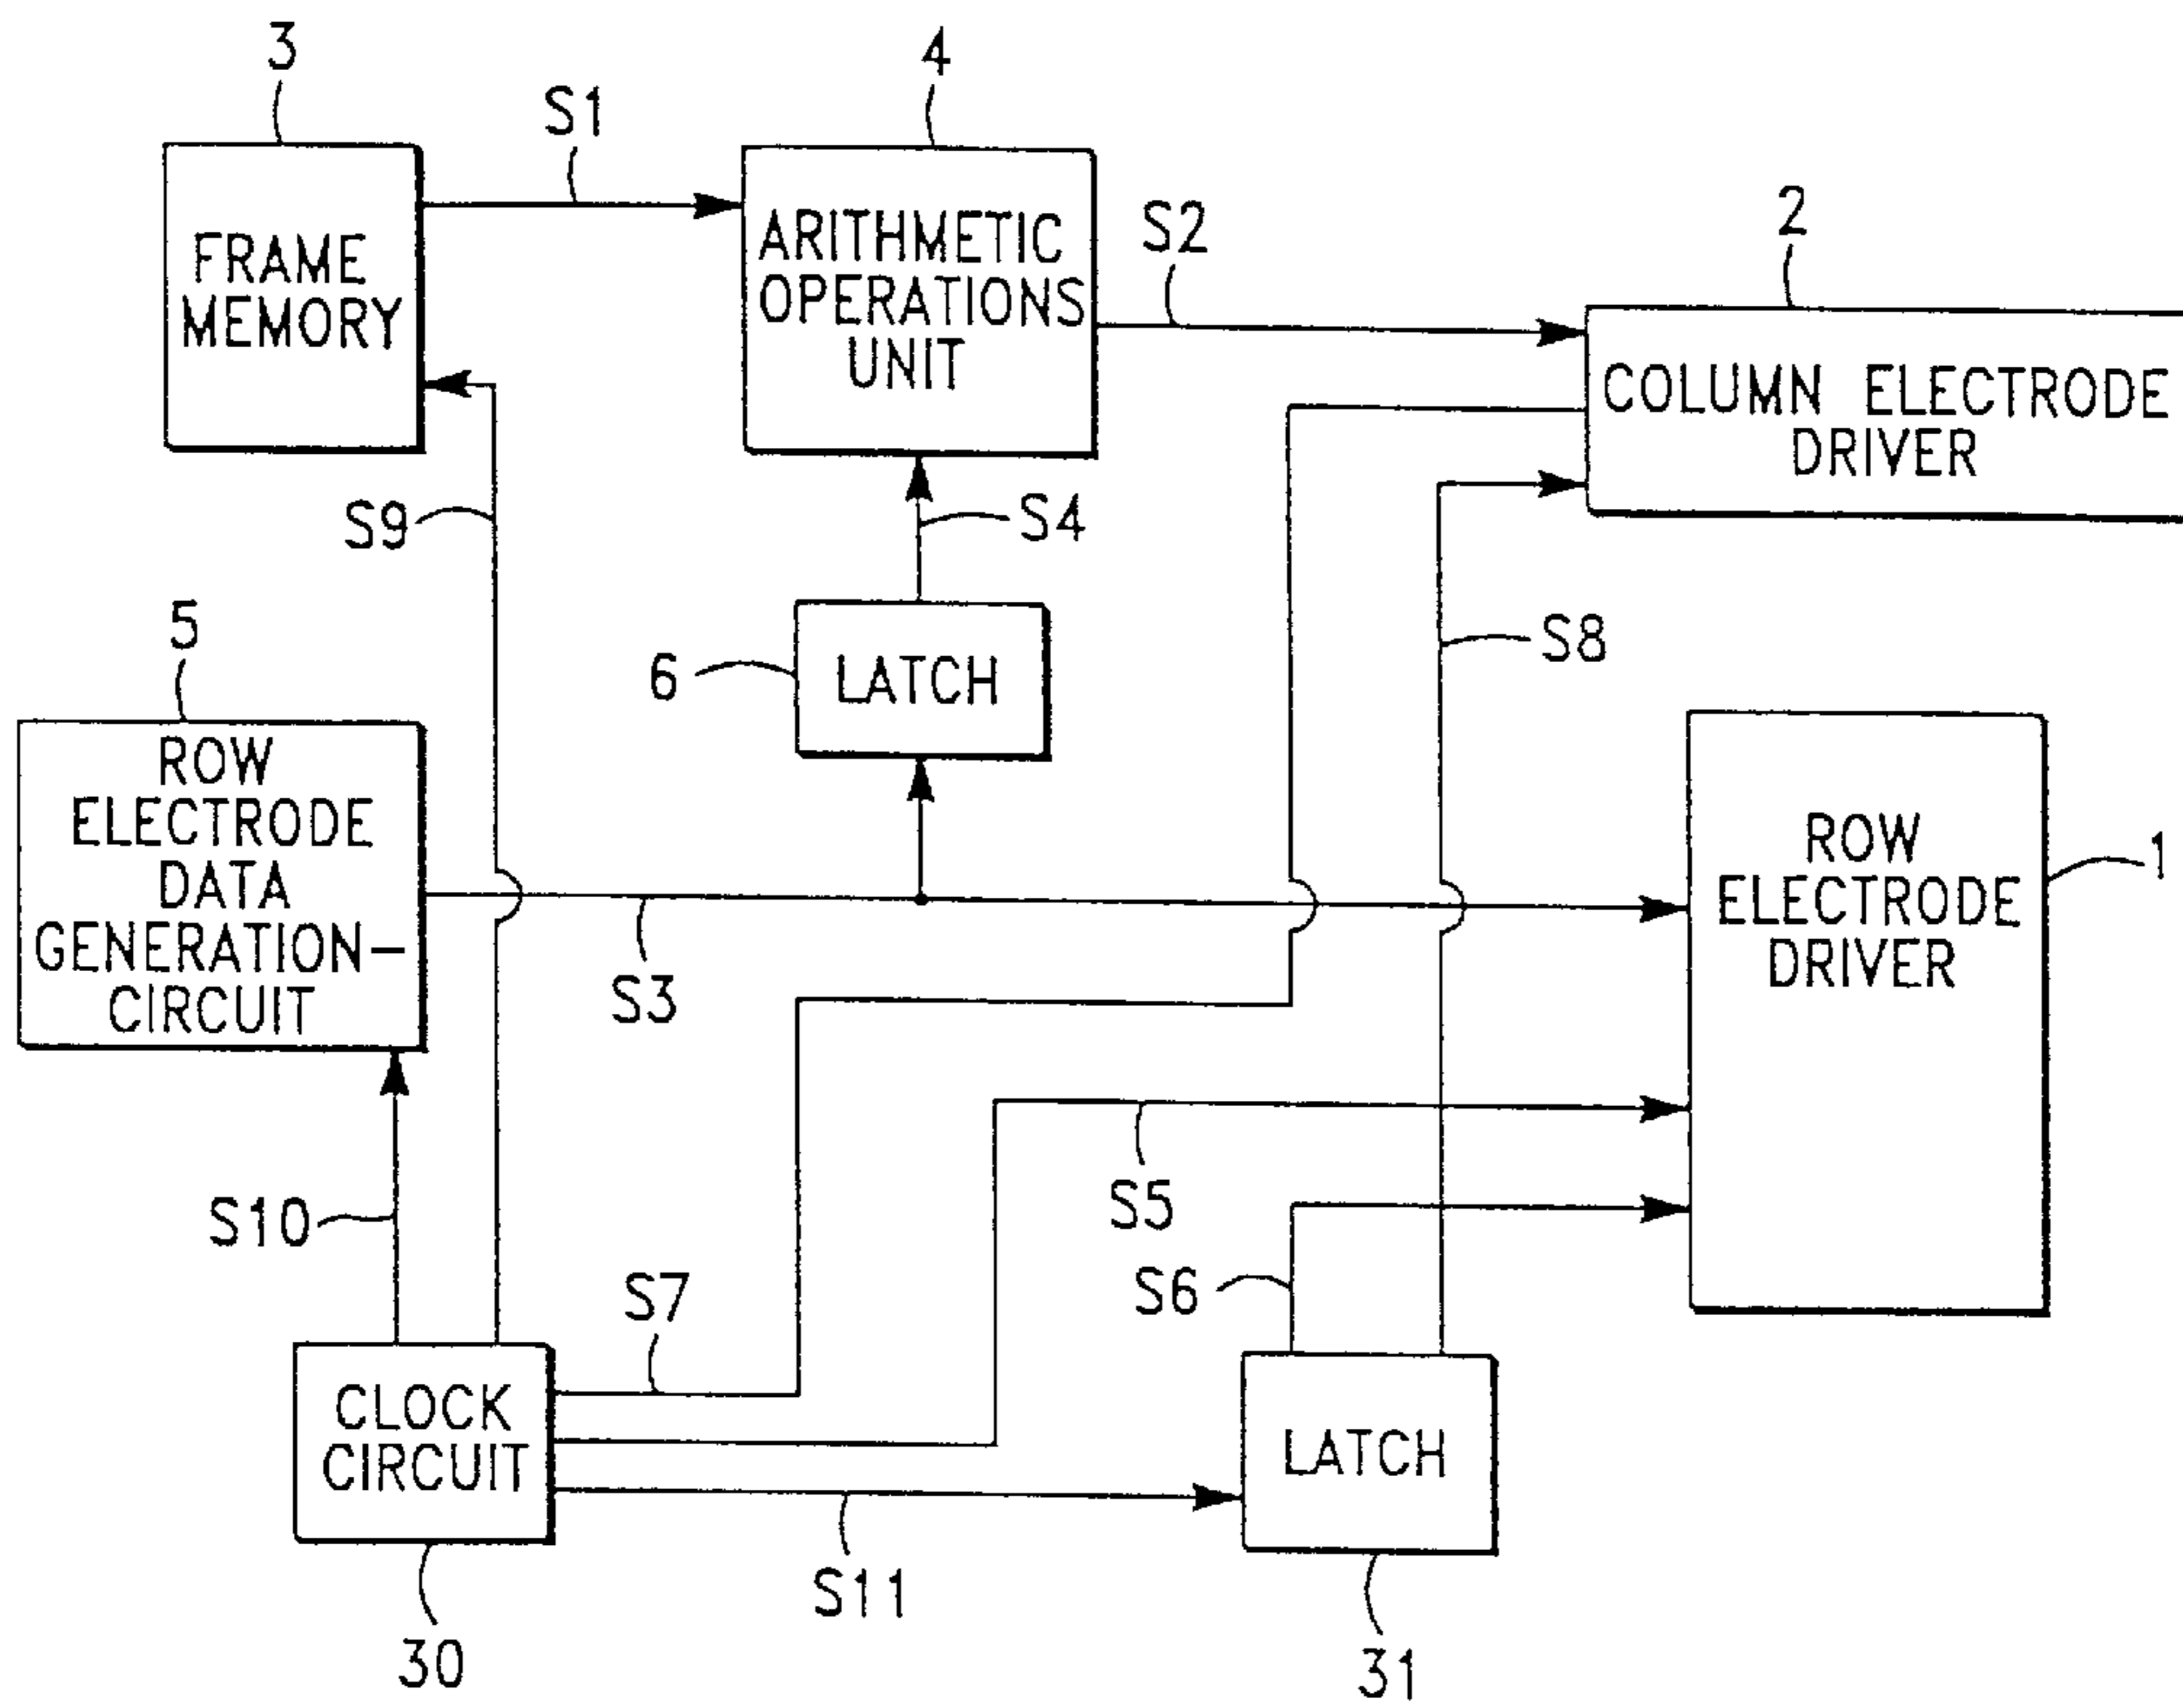 3
S1
4
FRAME
MEMORY
ARITHMETIC
OPERATIONS
UNIT
S2
2
COLUMN ELECTRODE
DRIVER
S9
S4
5
6
LATCH
S8
ROW
ELECTRODE
DATA
GENERATION-
CIRCUIT
S3
ROW
ELECTRODE
DRIVER
1
S10
S5
S7
S6
CLOCK
CIRCUIT
LATCH
S11
30
31